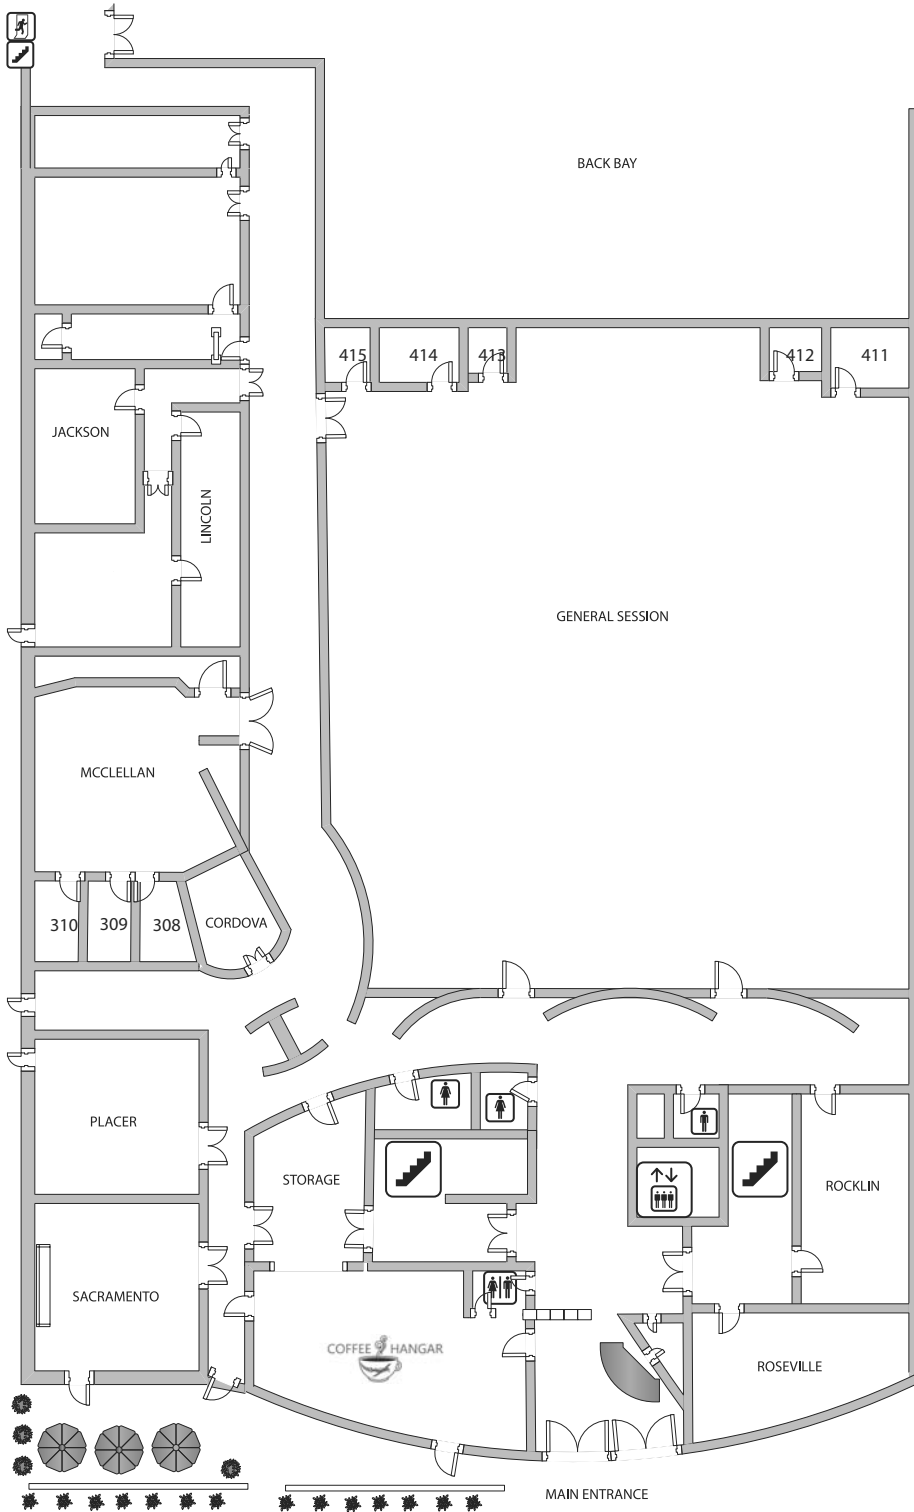 BACK BAY
415
414
413
412
411
JACKSON
LINCOLN
GENERAL SESSION
MCCLELLAN
310
309
308
CORDOVA
PLACER
STORAGE
ROCKLIN
SACRAMENTO
COFFEE HANGAR
ROSEVILLE
MAIN ENTRANCE